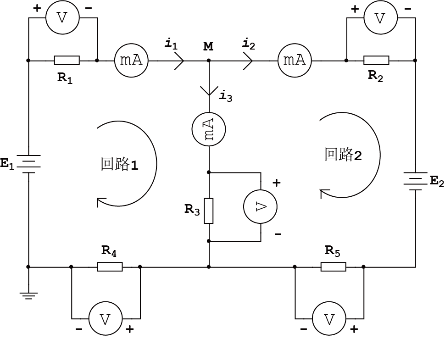 + V - + V -
i1 M i2
mA mA
R1 R2
i3
mA
回路1 回路2
E1 E2
+
R3 V
-
R4 R5
- V + - V +